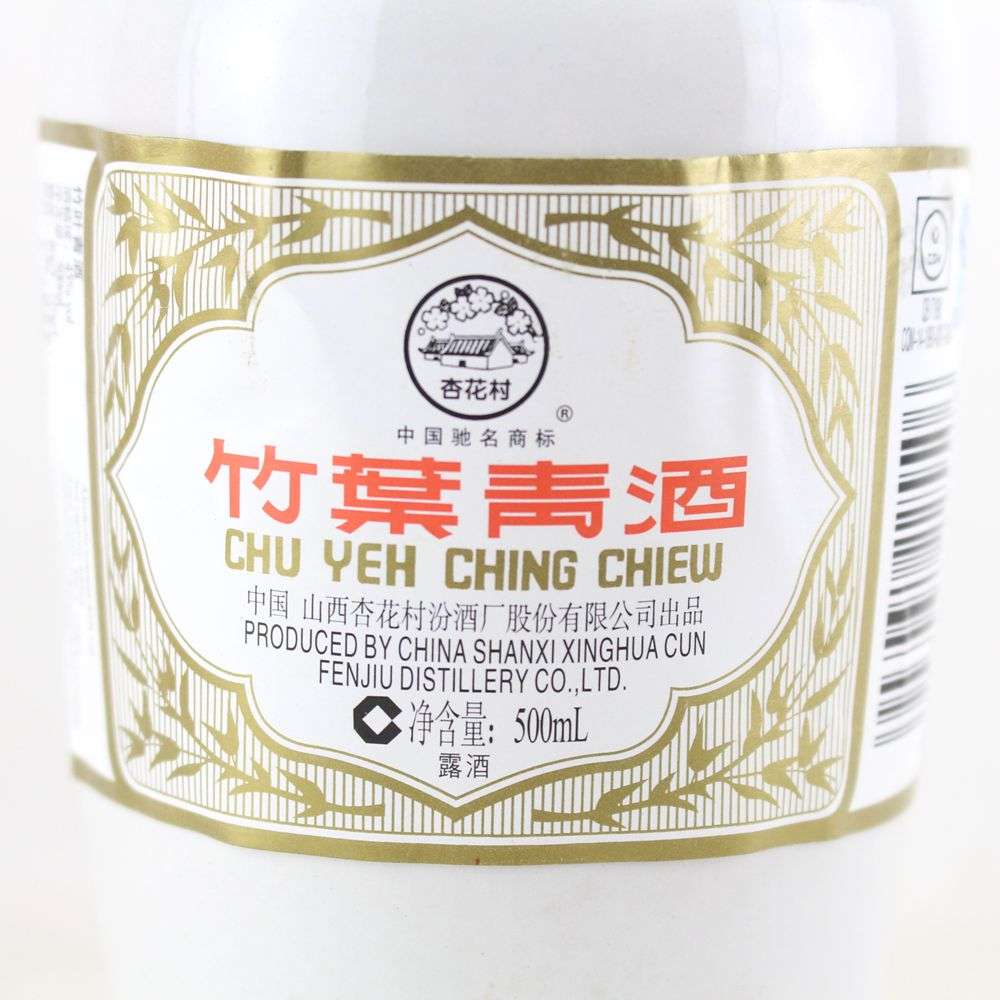 杏花村
®
中国驰名商标
竹葉青酒
CHU YEH CHING CHIEW
中国 山西杏花村汾酒厂股份有限公司出品
PRODUCED BY CHINA SHANXI XINGHUA CUN
FENJIU DISTILLERY CO.,LTD.
净含量: 500mL
露酒